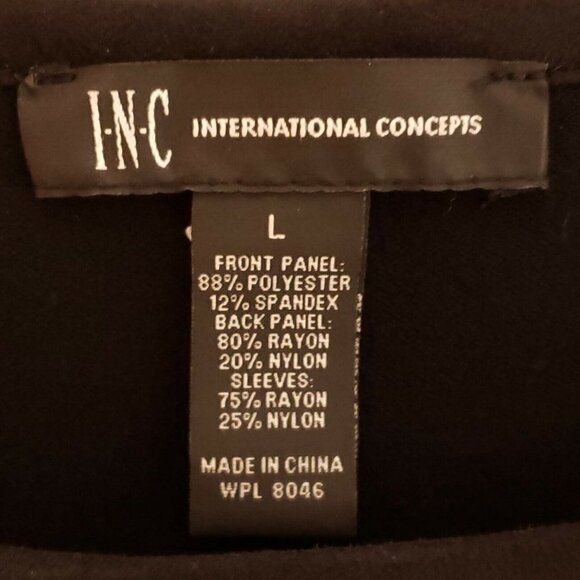 I·N·C INTERNATIONAL CONCEPTS
L
FRONT PANEL:
88% POLYESTER
12% SPANDEX
BACK PANEL:
80% RAYON
20% NYLON
SLEEVES:
75% RAYON
25% NYLON
MADE IN CHINA
WPL 8046